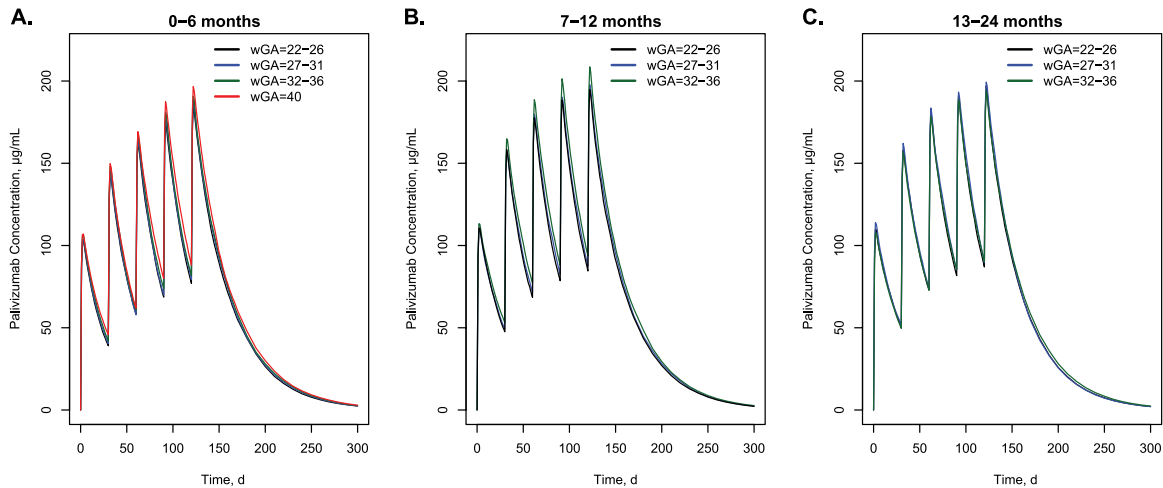 A.
0−6 months
wGA=22−26
wGA=27−31
wGA=32−36
wGA=40
Palivizumab Concentration, µg/mL
0
50
100
150
200
0 50 100 150 200 250 300
Time, d
B.
7−12 months
wGA=22−26
wGA=27−31
wGA=32−36
Palivizumab Concentration, µg/mL
0
50
100
150
200
0 50 100 150 200 250 300
Time, d
C.
13−24 months
wGA=22−26
wGA=27−31
wGA=32−36
Palivizumab Concentration, µg/mL
0
50
100
150
200
0 50 100 150 200 250 300
Time, d